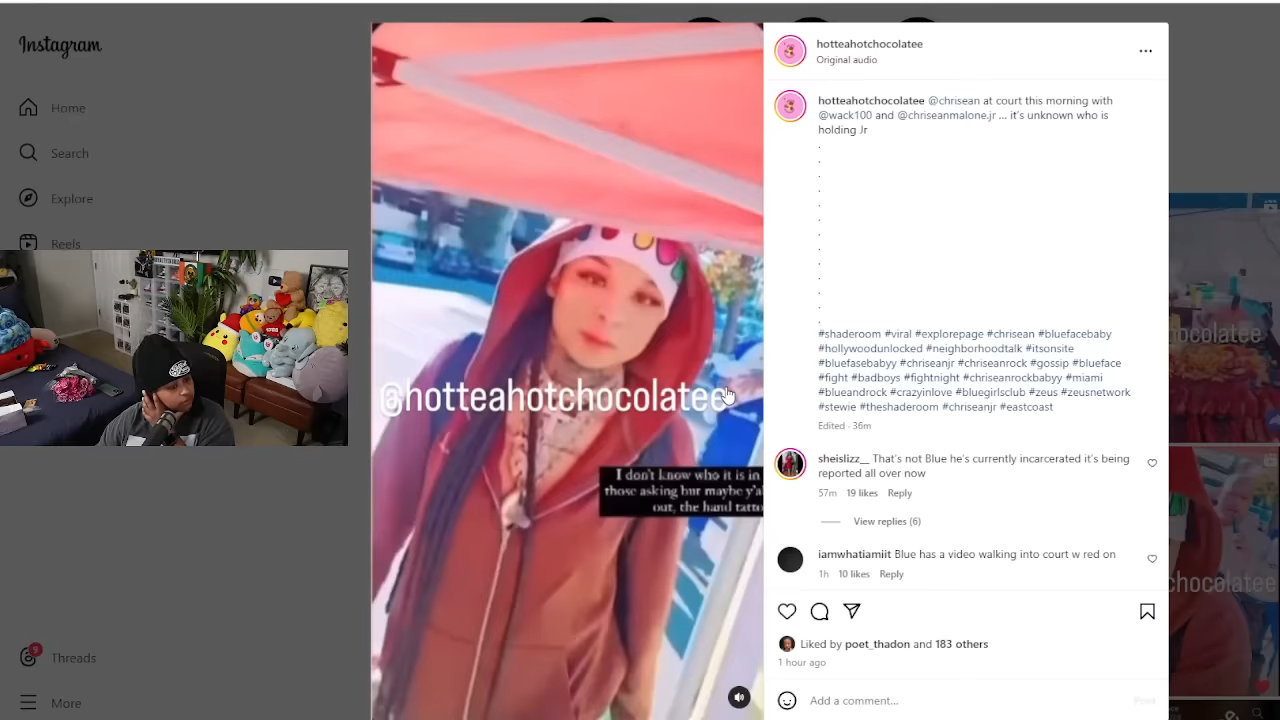 Instagram
Home
Search
Explore
Reels
9
Threads
More
@hotteahotchocolatee
I don't know who it is in
those asking but maybe y'al
out, the hand tatto
hotteahotchocolatee
Original audio
hotteahotchocolatee @chrisean at court this morning with
@wack100 and @chriseanmalone.jr ... it's unknown who is
holding Jr
.
.
.
.
.
.
.
.
.
.
.
.
.
#shaderoom #viral #explorepage #chrisean #bluefacebaby
#hollywoodunlocked #neighborhoodtalk #itsonsite
#bluefasebabyy #chriseanjr #chriseanrock #gossip #blueface
#fight #badboys #fightnight #chriseanrockbabyy #miami
#blueandrock #crazyinlove #bluegirlsclub #zeus #zeusnetwork
#stewie #theshaderoom #chriseanjr #eastcoast
Edited · 36m
sheislizz__ That's not Blue he's currently incarcerated it's being
reported all over now
57m 19 likes Reply
View replies (6)
iamwhatiamiit Blue has a video walking into court w red on
1h 10 likes Reply
Liked by poet_thadon and 183 others
1 hour ago
Add a comment...
Post
ocolatee
chocolatee